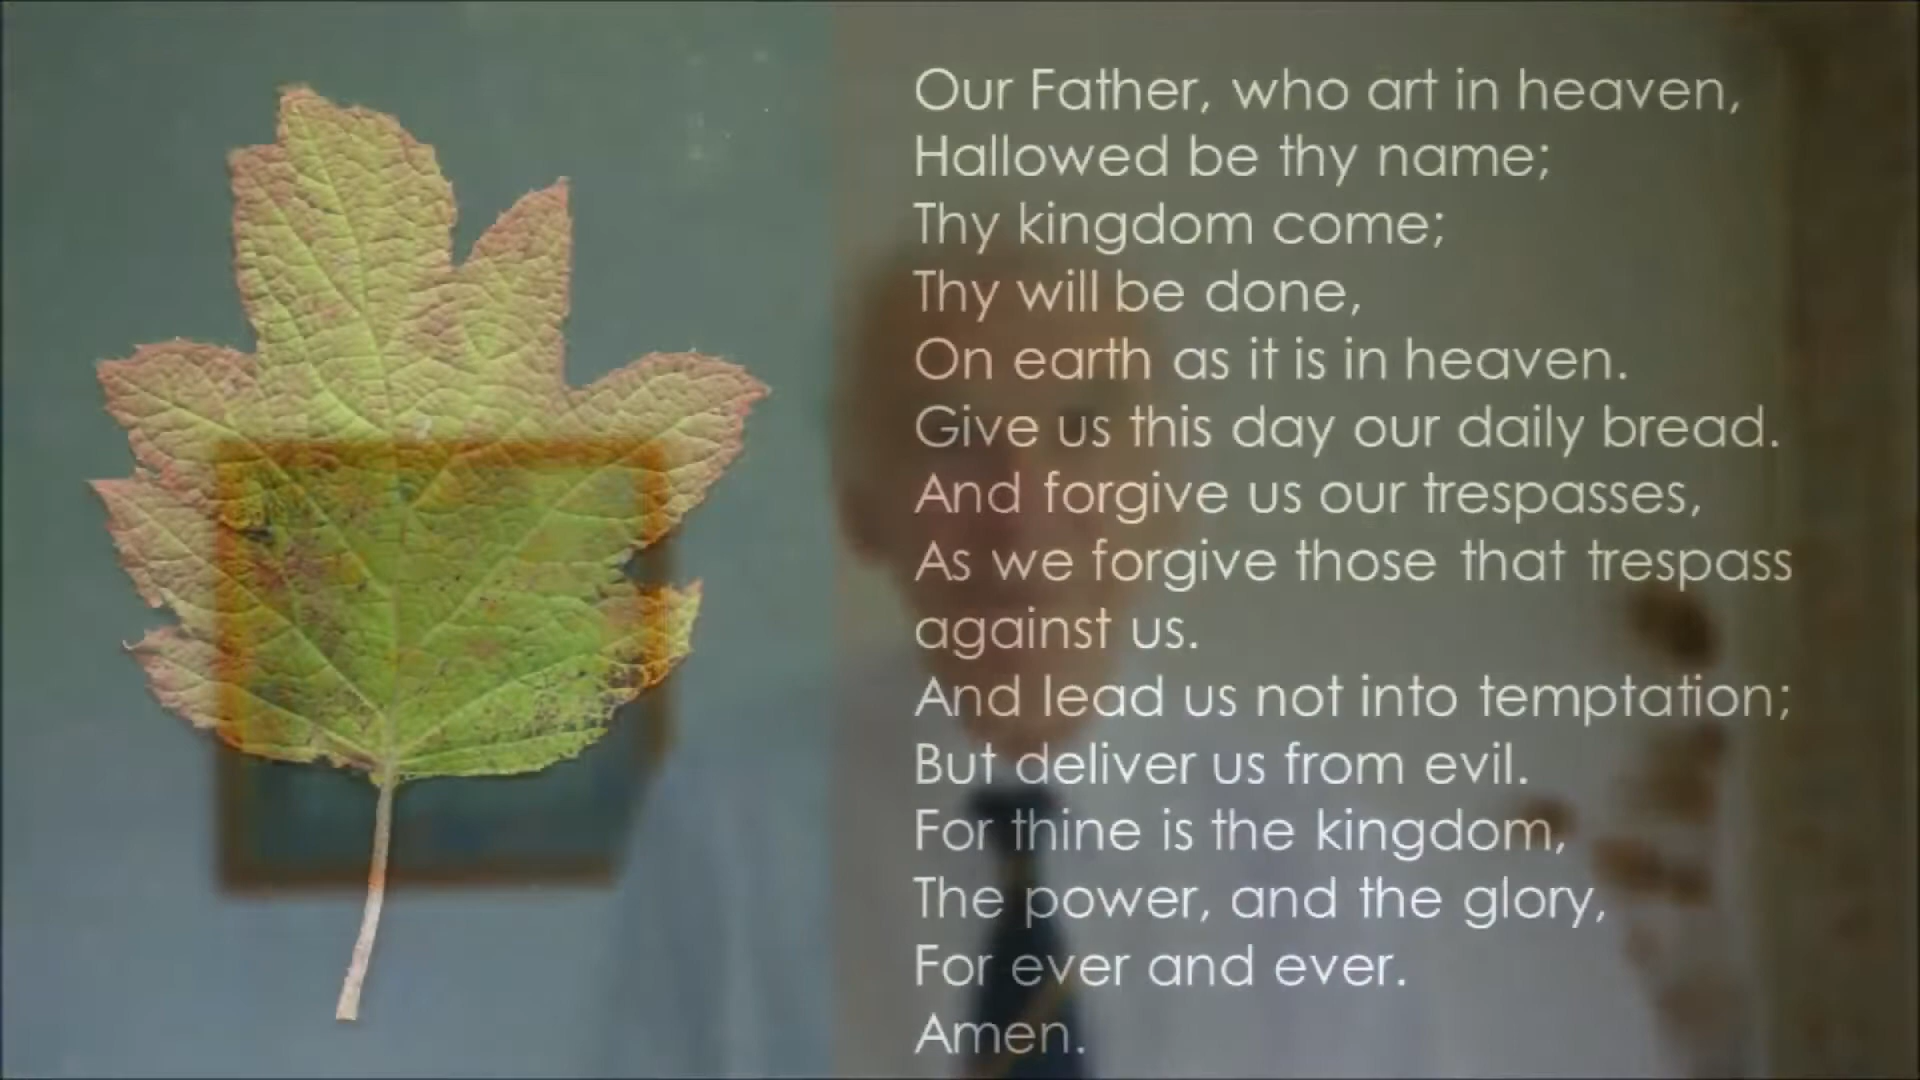 Our Father, who art in heaven,
Hallowed be thy name;
Thy kingdom come;
Thy will be done,
On earth as it is in heaven.
Give us this day our daily bread.
And forgive us our trespasses,
As we forgive those that trespass
against us.
And lead us not into temptation;
But deliver us from evil.
For thine is the kingdom,
The power, and the glory,
For ever and ever.
Amen.